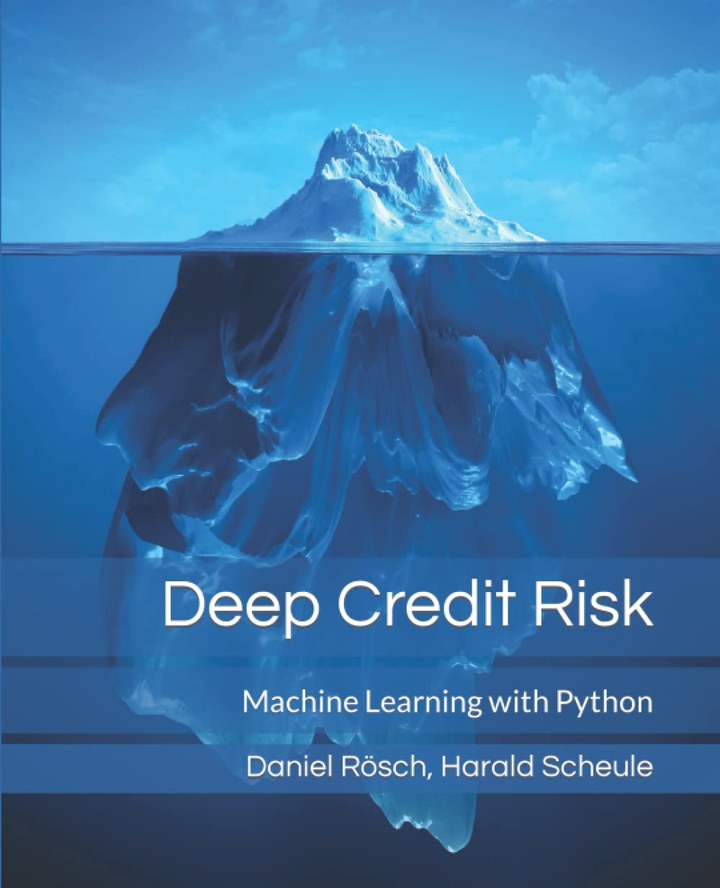 Deep Credit Risk
Machine Learning with Python
Daniel Rösch, Harald Scheule